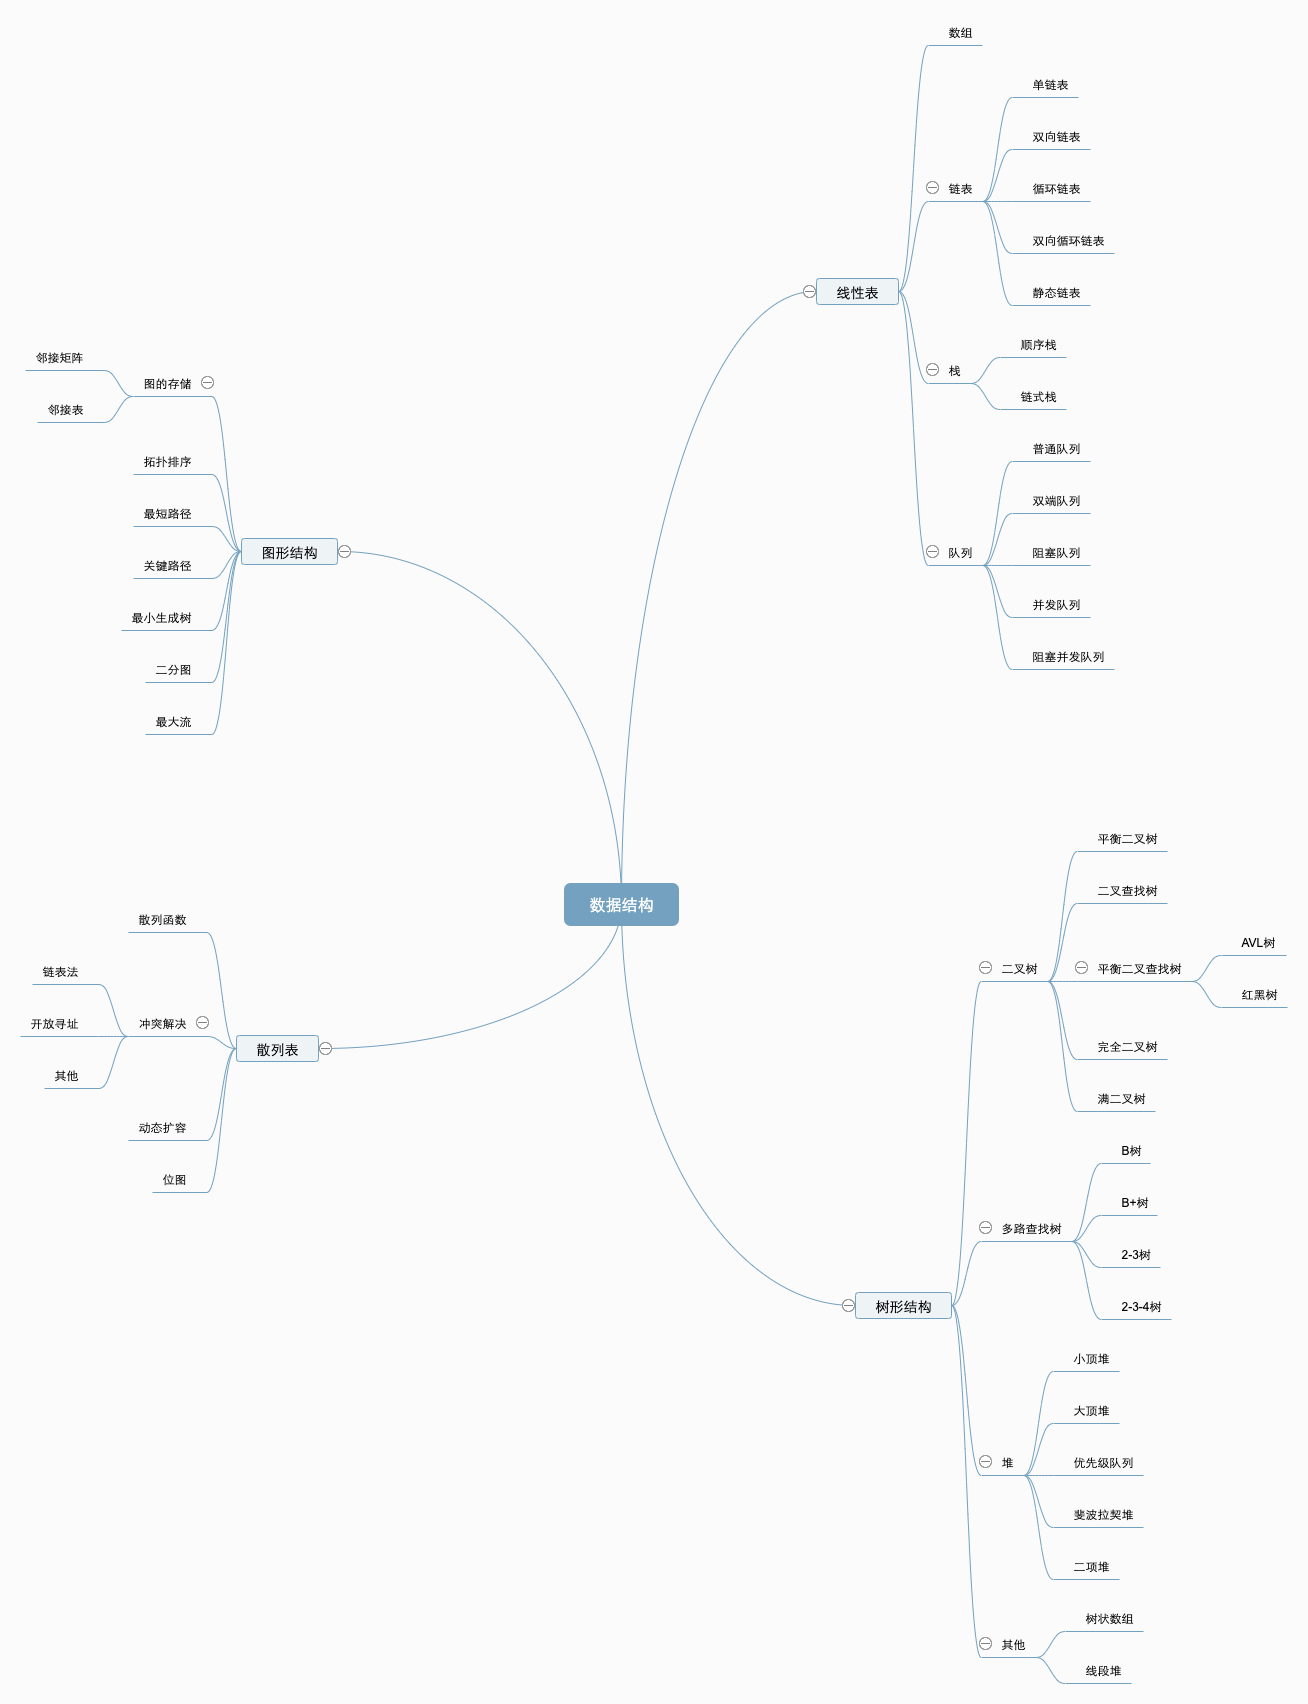 数据结构
线性表
数组
链表
单链表
双向链表
循环链表
双向循环链表
静态链表
栈
顺序栈
链式栈
队列
普通队列
双端队列
阻塞队列
并发队列
阻塞并发队列
树形结构
二叉树
平衡二叉树
二叉查找树
平衡二叉查找树
AVL树
红黑树
完全二叉树
满二叉树
多路查找树
B树
B+树
2-3树
2-3-4树
堆
小顶堆
大顶堆
优先级队列
斐波拉契堆
二项堆
其他
树状数组
线段堆
图形结构
图的存储
邻接矩阵
邻接表
拓扑排序
最短路径
关键路径
最小生成树
二分图
最大流
散列表
散列函数
冲突解决
链表法
开放寻址
其他
动态扩容
位图